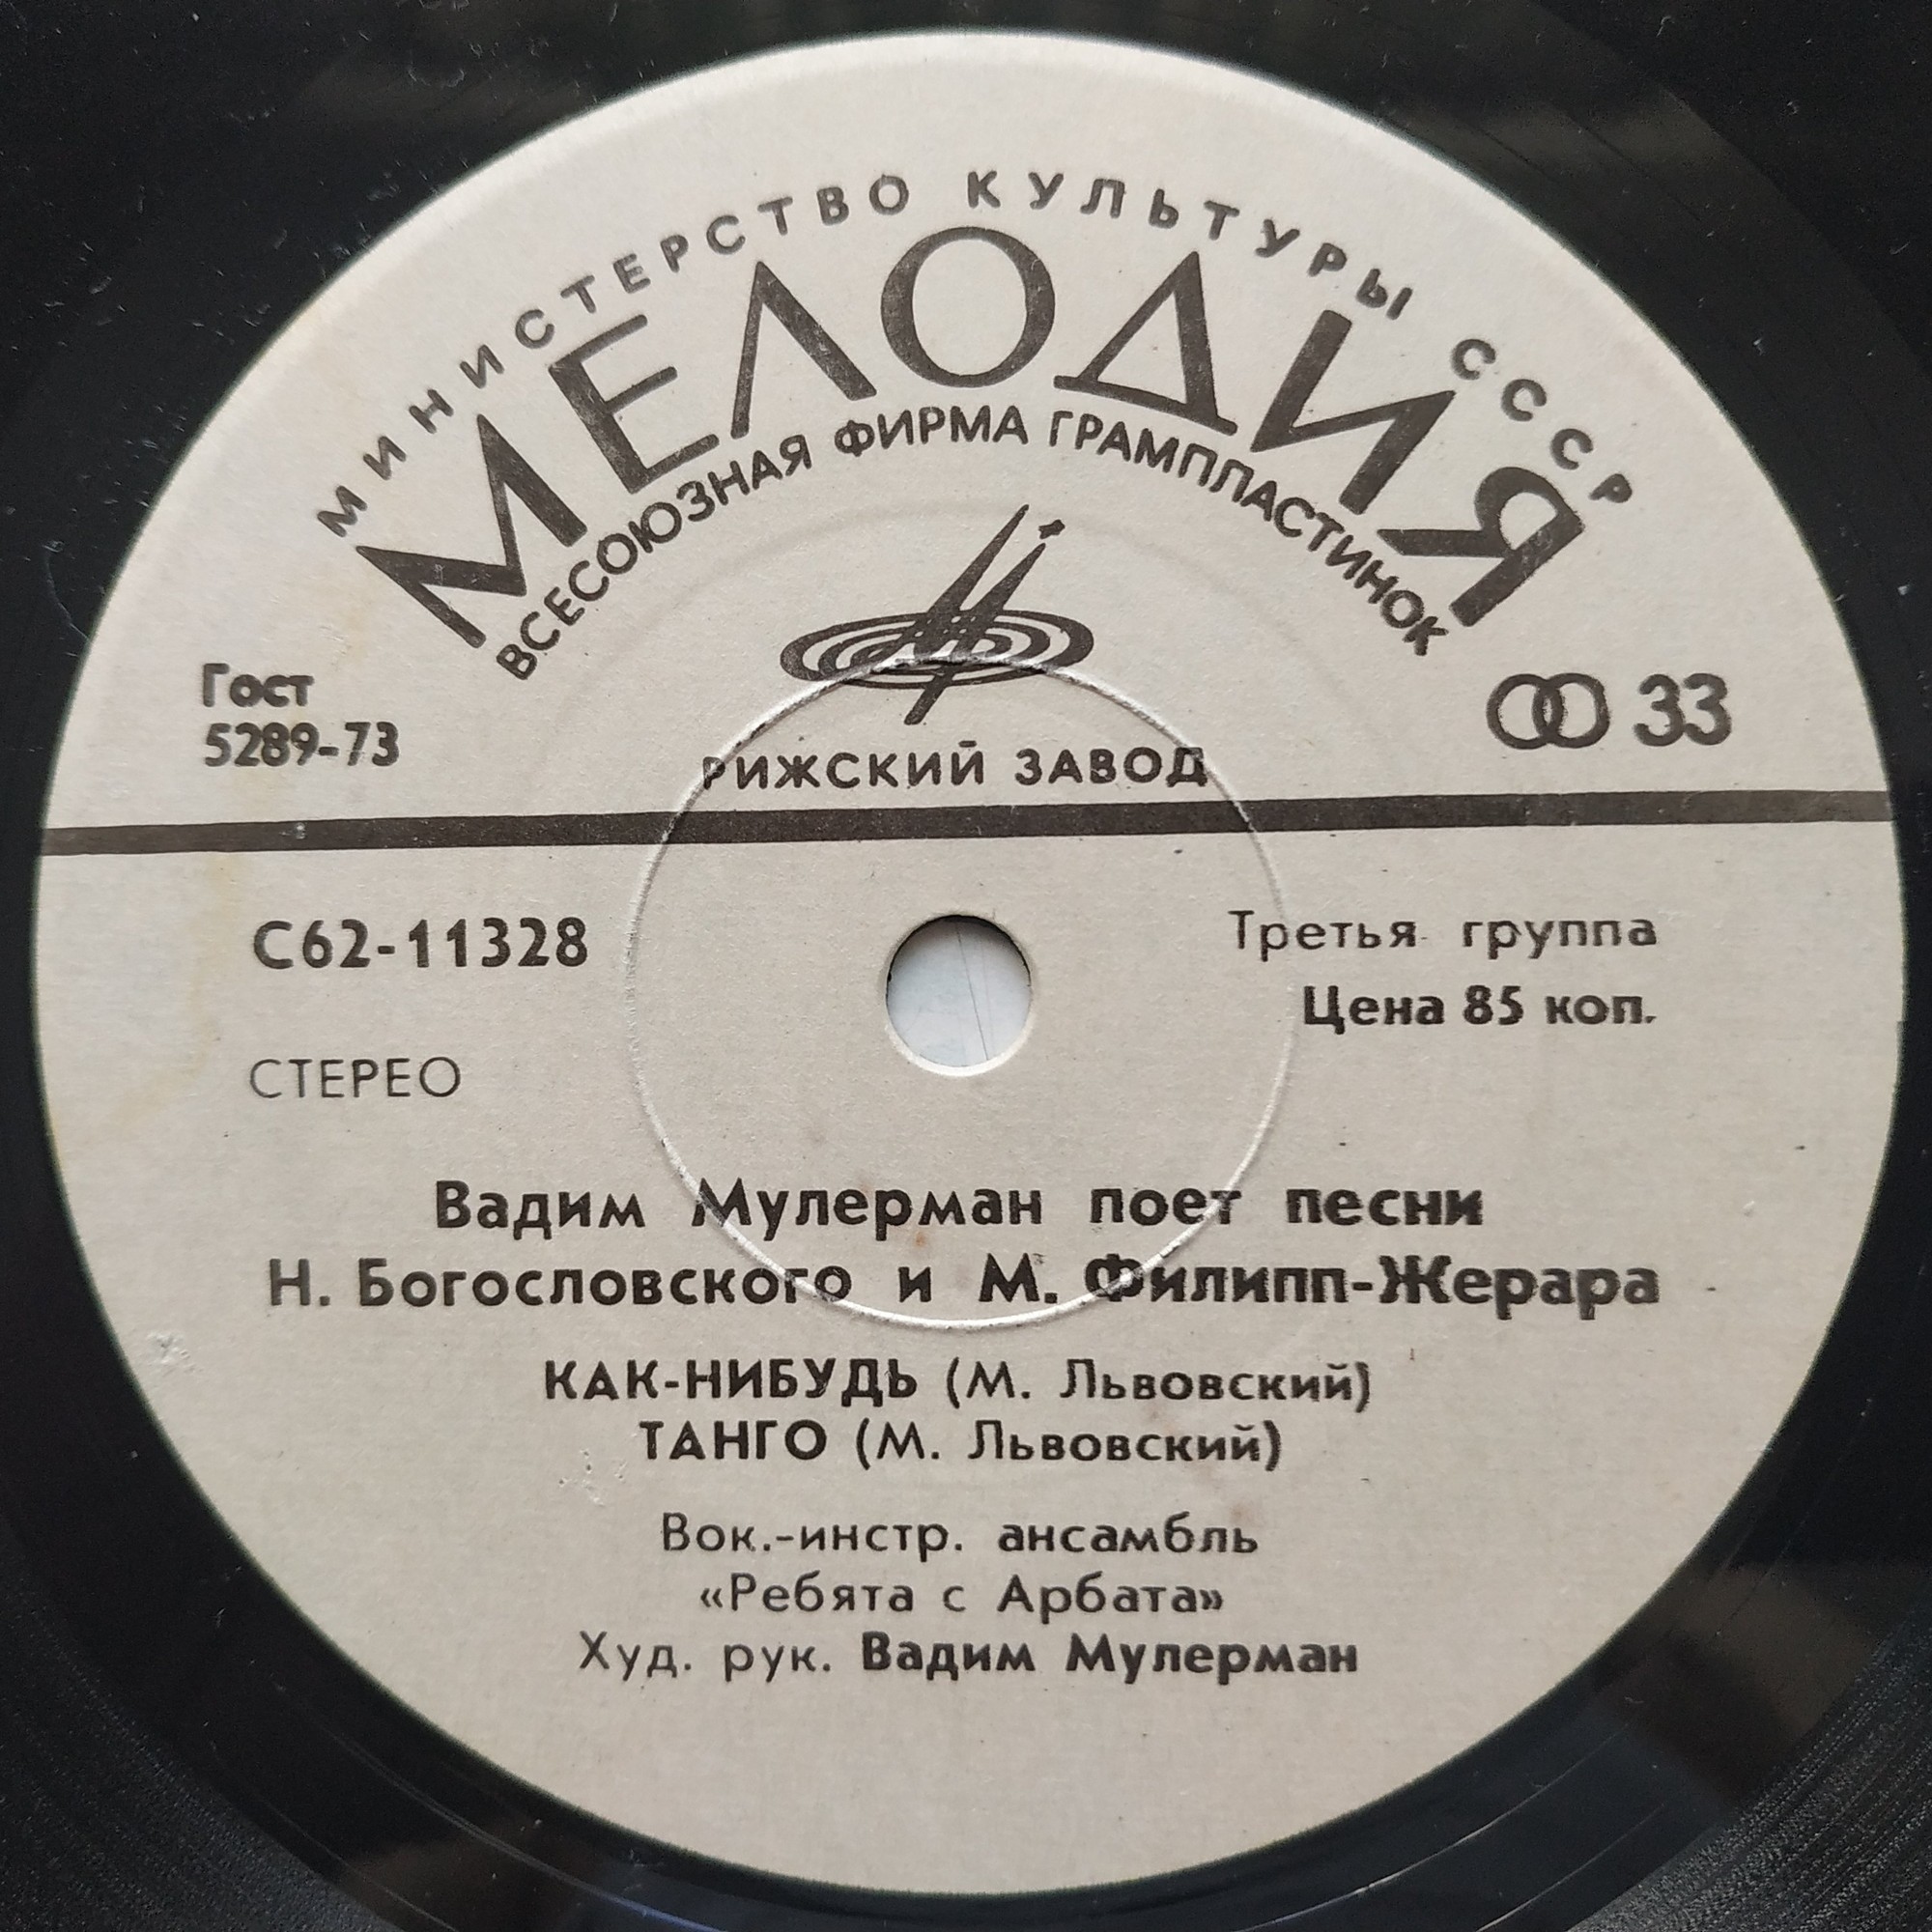 МИНИСТЕРСТВО КУЛЬТУРЫ СССР
МЕЛОДИЯ
ВСЕСОЮЗНАЯ ФИРМА ГРАМПЛАСТИНОК
Гост
5289-73
33
РИЖСКИЙ ЗАВОД
С62-11328
Третья группа
Цена 85 коп.
СТЕРЕО
Вадим Мулерман поет песни
Н. Богословского и М. Филипп-Жерара
КАК-НИБУДЬ (М. Львовский)
ТАНГО (М. Львовский)
Вок.-инстр. ансамбль
«Ребята с Арбата»
Худ. рук. Вадим Мулерман